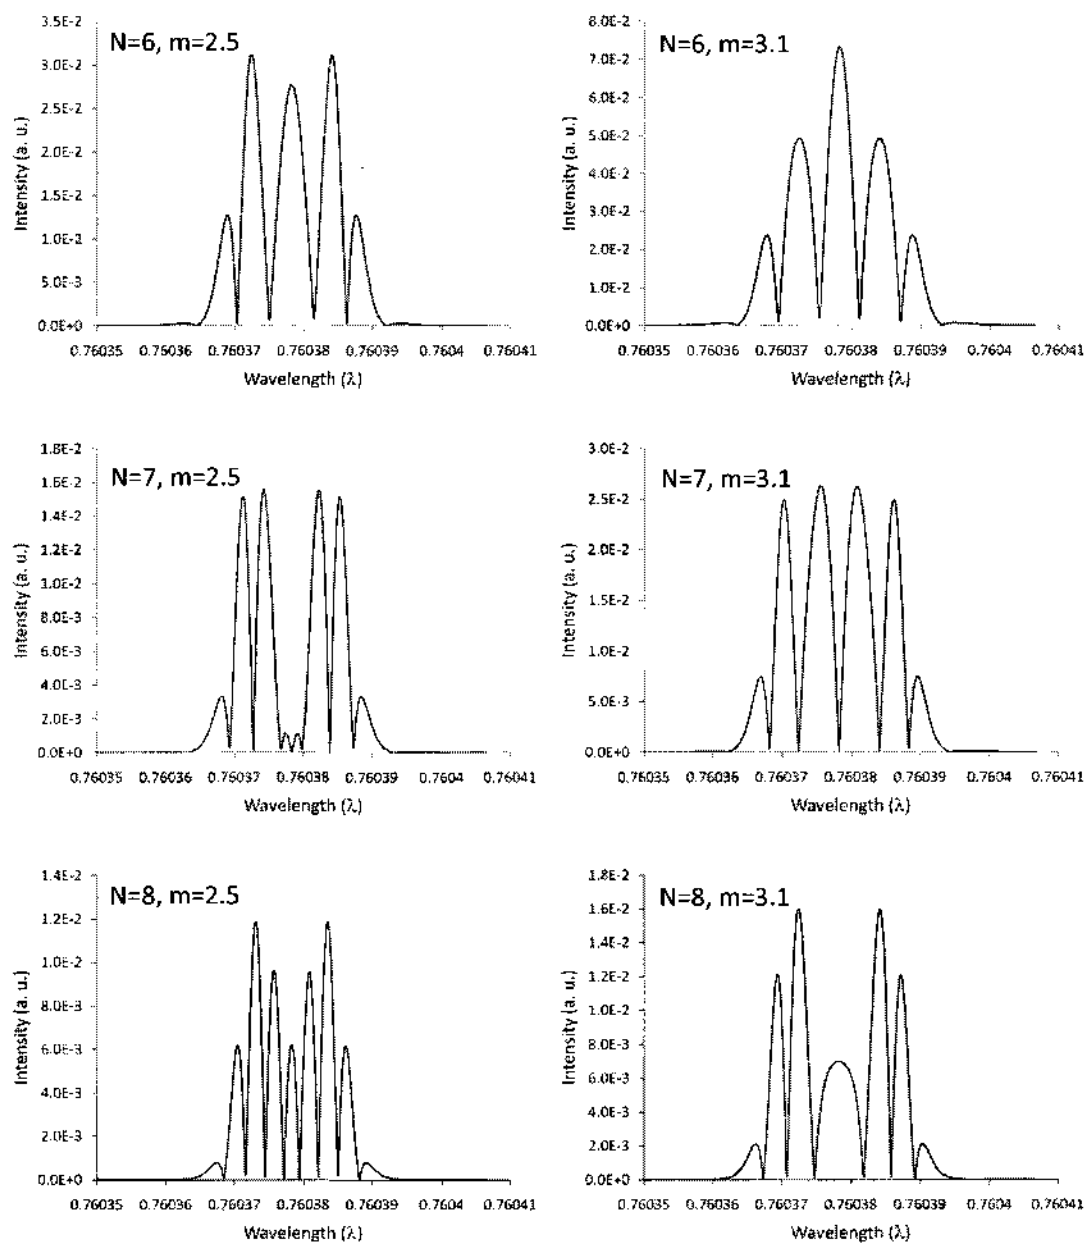 N=6, m=2.5
Intensity (a. u.)
3.5E-2
3.0E-2
2.5E-2
2.0E-2
1.5E-2
1.0E-2
5.0E-3
0.0E+0
0.76035 0.76036 0.76037 0.76038 0.76039 0.7604 0.76041
Wavelength (λ)
N=6, m=3.1
Intensity (a. u.)
8.0E-2
7.0E-2
6.0E-2
5.0E-2
4.0E-2
3.0E-2
2.0E-2
1.0E-2
0.0E+0
0.76035 0.76036 0.76037 0.76038 0.76039 0.7604 0.76041
Wavelength (λ)
N=7, m=2.5
Intensity (a. u.)
1.8E-2
1.6E-2
1.4E-2
1.2E-2
1.0E-2
8.0E-3
6.0E-3
4.0E-3
2.0E-3
0.0E+0
0.76035 0.76036 0.76037 0.76038 0.76039 0.7604 0.76041
Wavelength (λ)
N=7, m=3.1
Intensity (a. u.)
3.0E-2
2.5E-2
2.0E-2
1.5E-2
1.0E-2
5.0E-3
0.0E+0
0.76035 0.76036 0.76037 0.76038 0.76039 0.7604 0.76041
Wavelength (λ)
N=8, m=2.5
Intensity (a. u.)
1.4E-2
1.2E-2
1.0E-2
8.0E-3
6.0E-3
4.0E-3
2.0E-3
0.0E+0
0.76035 0.76036 0.76037 0.76038 0.76039 0.7604 0.76041
Wavelength (λ)
N=8, m=3.1
Intensity (a. u.)
1.8E-2
1.6E-2
1.4E-2
1.2E-2
1.0E-2
8.0E-3
6.0E-3
4.0E-3
2.0E-3
0.0E+0
0.76035 0.76036 0.76037 0.76038 0.76039 0.7604 0.76041
Wavelength (λ)